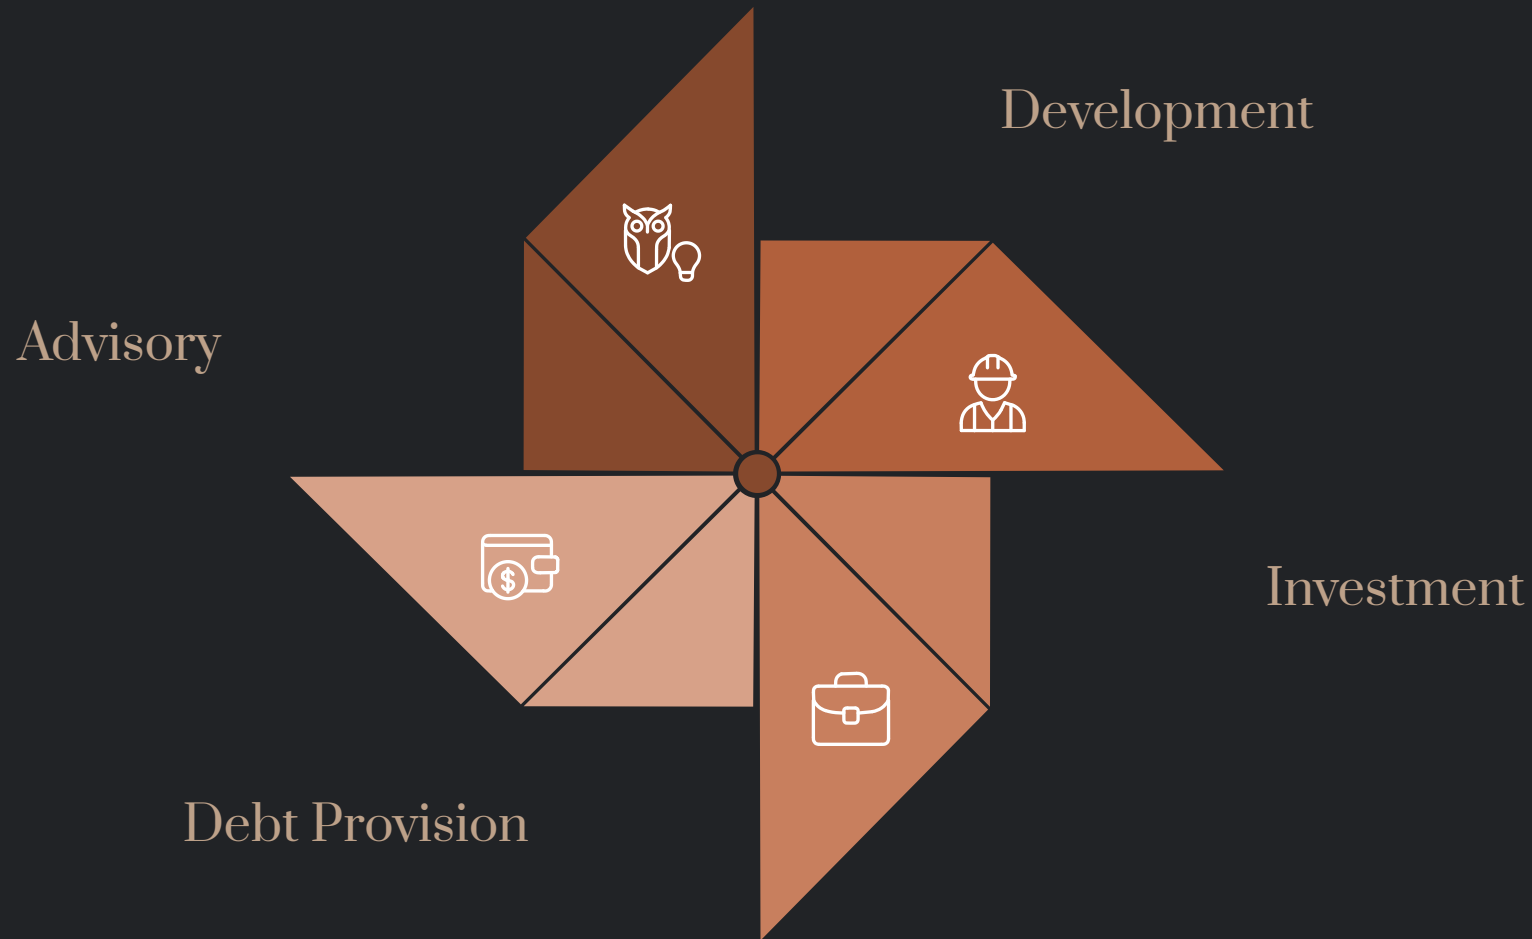 Development
Advisory
Investment
Debt Provision
$